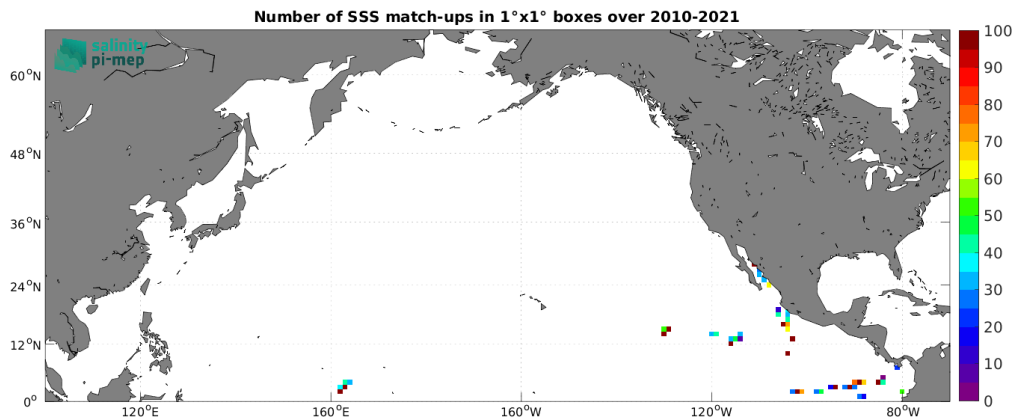 Number of SSS match-ups in 1°x1° boxes over 2010-2021
salinity
pi-mep
60°N
48°N
36°N
24°N
12°N
0°
120°E
160°E
160°W
120°W
80°W
100
90
80
70
60
50
40
30
20
10
0